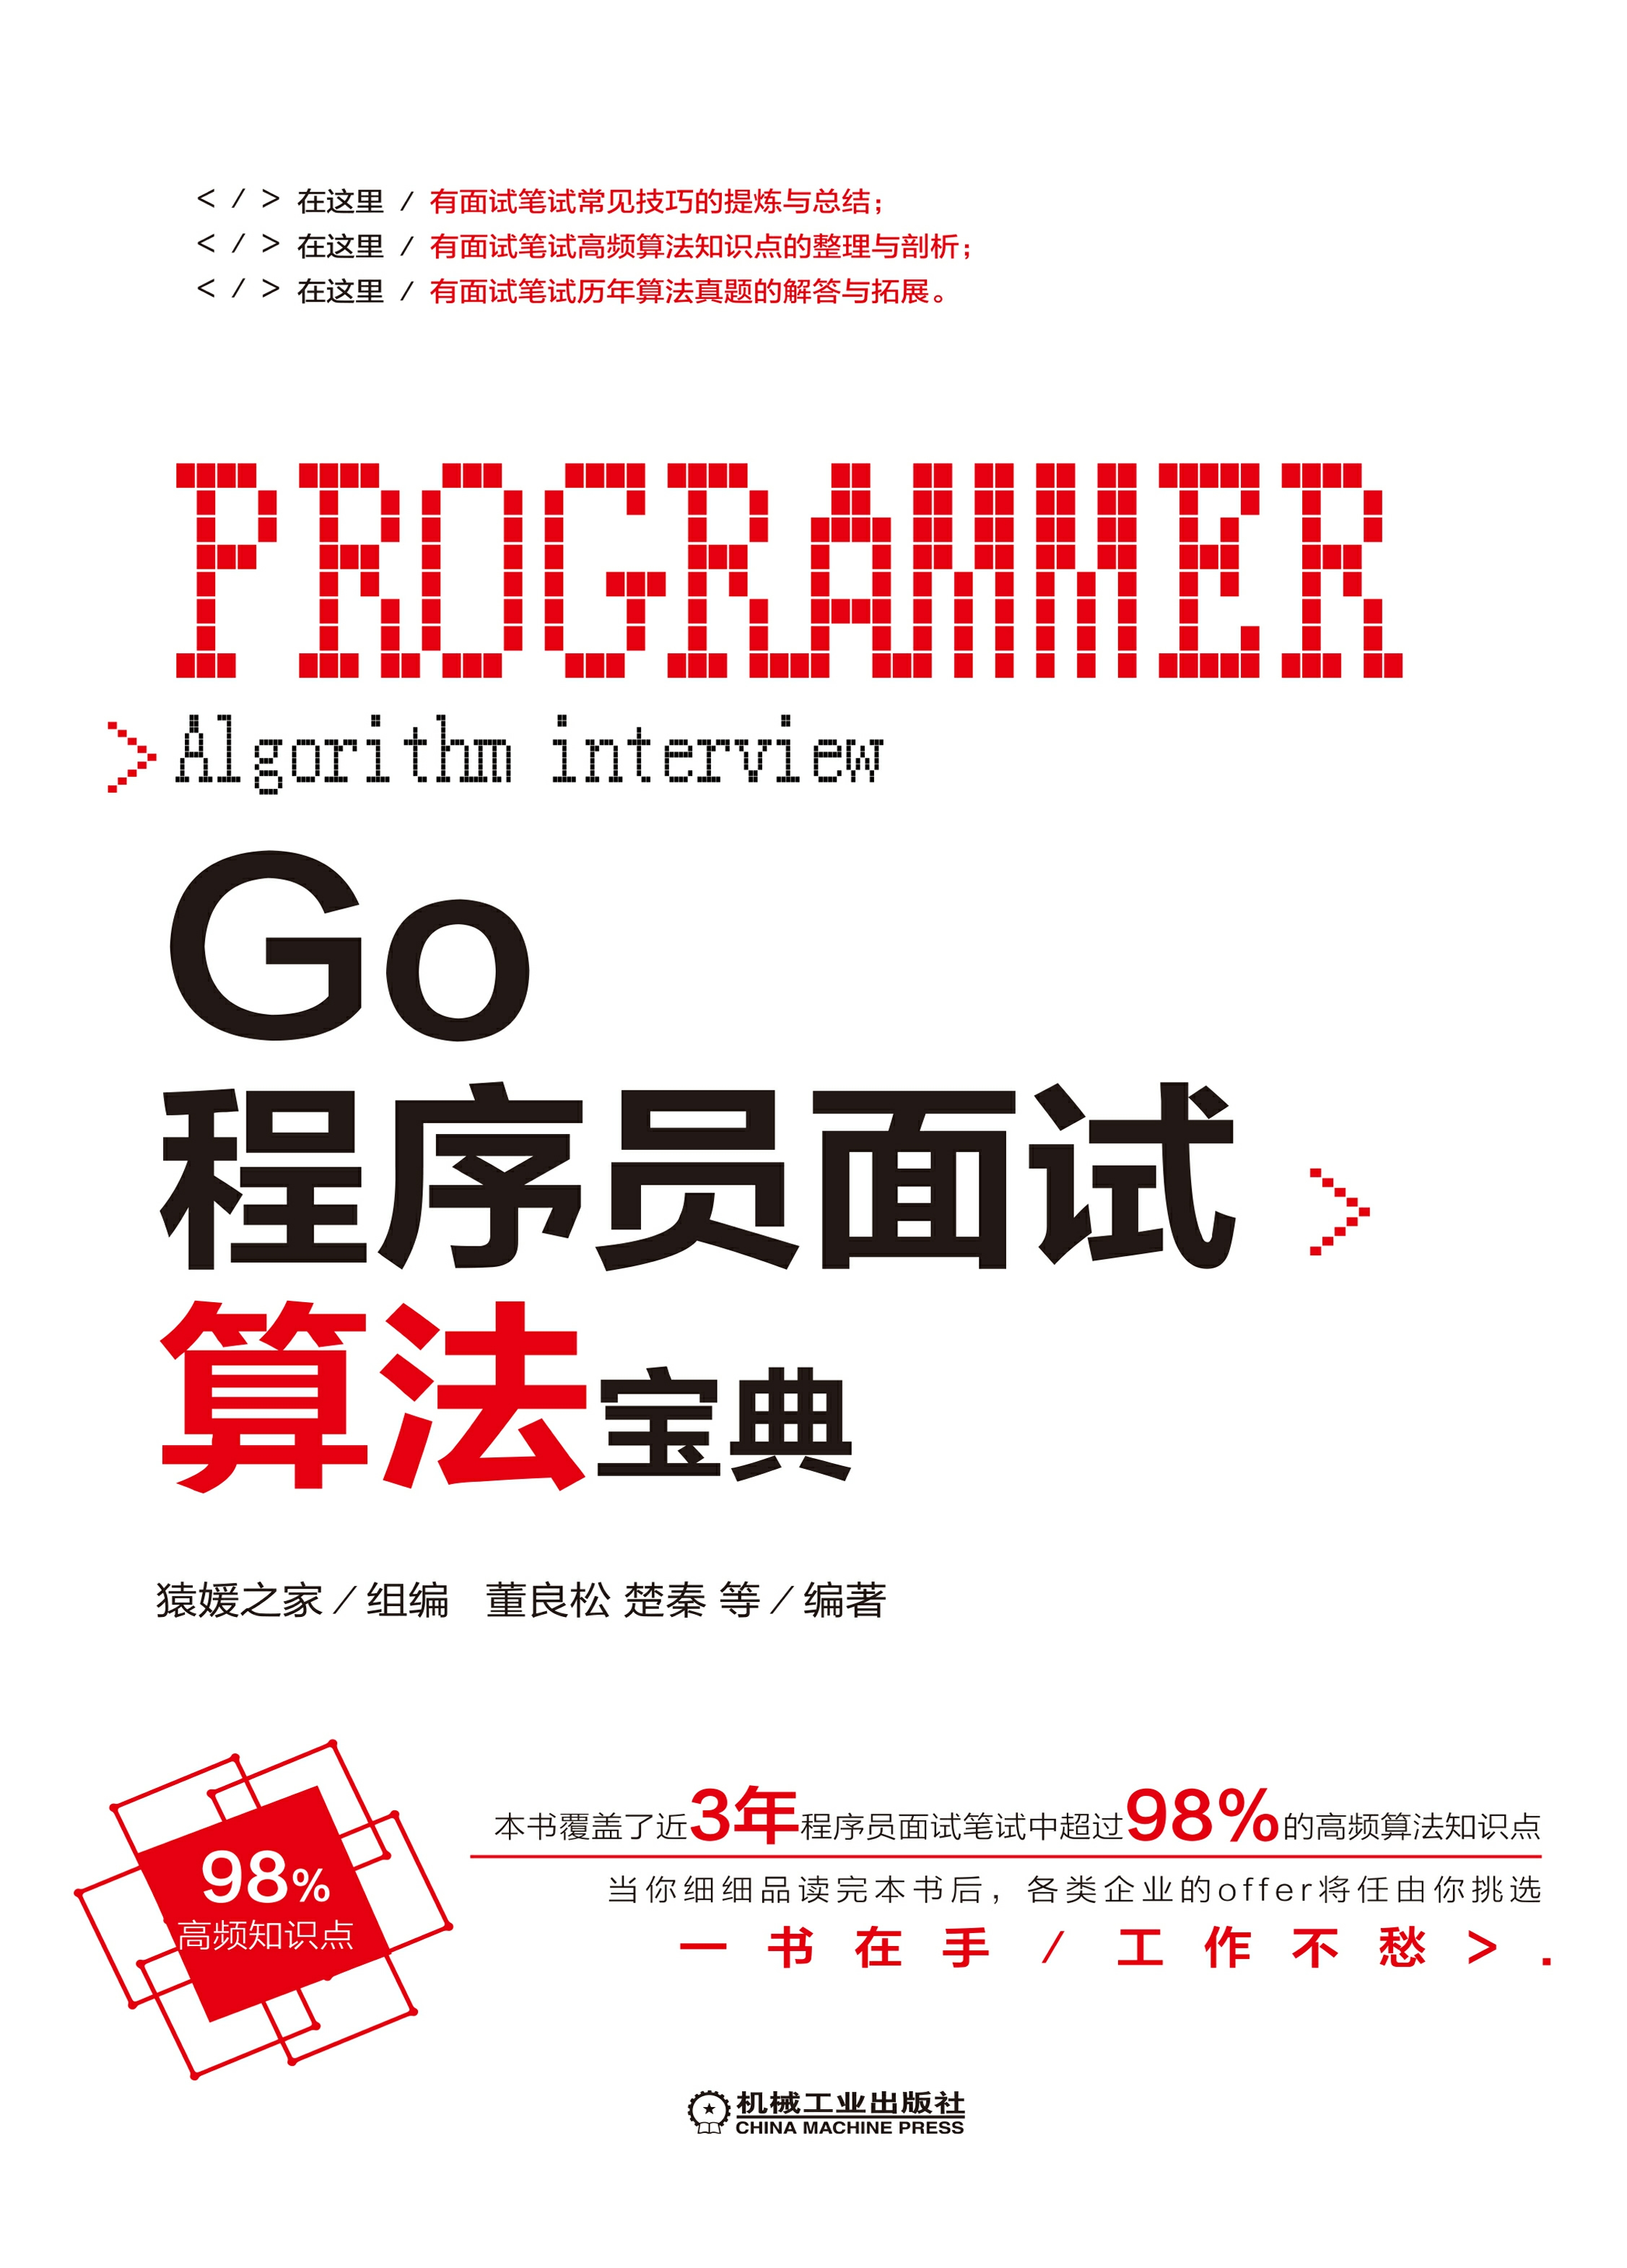 < / > 在这里 / 有面试笔试常见技巧的提炼与总结；
< / > 在这里 / 有面试笔试高频算法知识点的整理与剖析；
< / > 在这里 / 有面试笔试历年算法真题的解答与拓展。
PROGRAMMER
> Algorithm interview
Go
程序员面试 >
算法宝典
猿媛之家 / 组编 董良松 楚秦 等 / 编著
98%
高频知识点
本书覆盖了近3年程序员面试笔试中超过98%的高频算法知识点
当你细细品读完本书后，各类企业的offer将任由你挑选
一书在手 / 工作不愁 > .
机械工业出版社
CHINA MACHINE PRESS